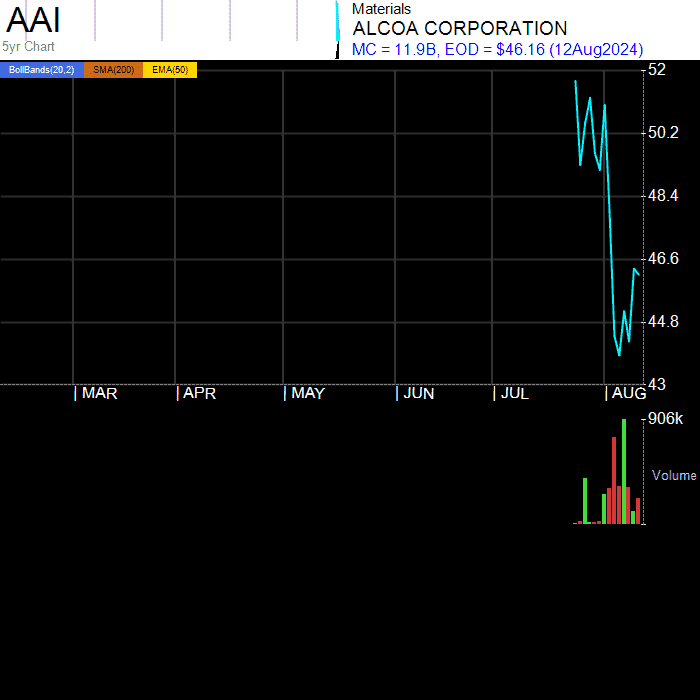 AAI
5yr Chart
Materials
ALCOA CORPORATION
MC = 11.9B, EOD = $46.16 (12Aug2024)
BollBands(20,2) SMA(200) EMA(50)
52
50.2
48.4
46.6
44.8
43
| MAR | APR | MAY | JUN | JUL | AUG
906k
Volume